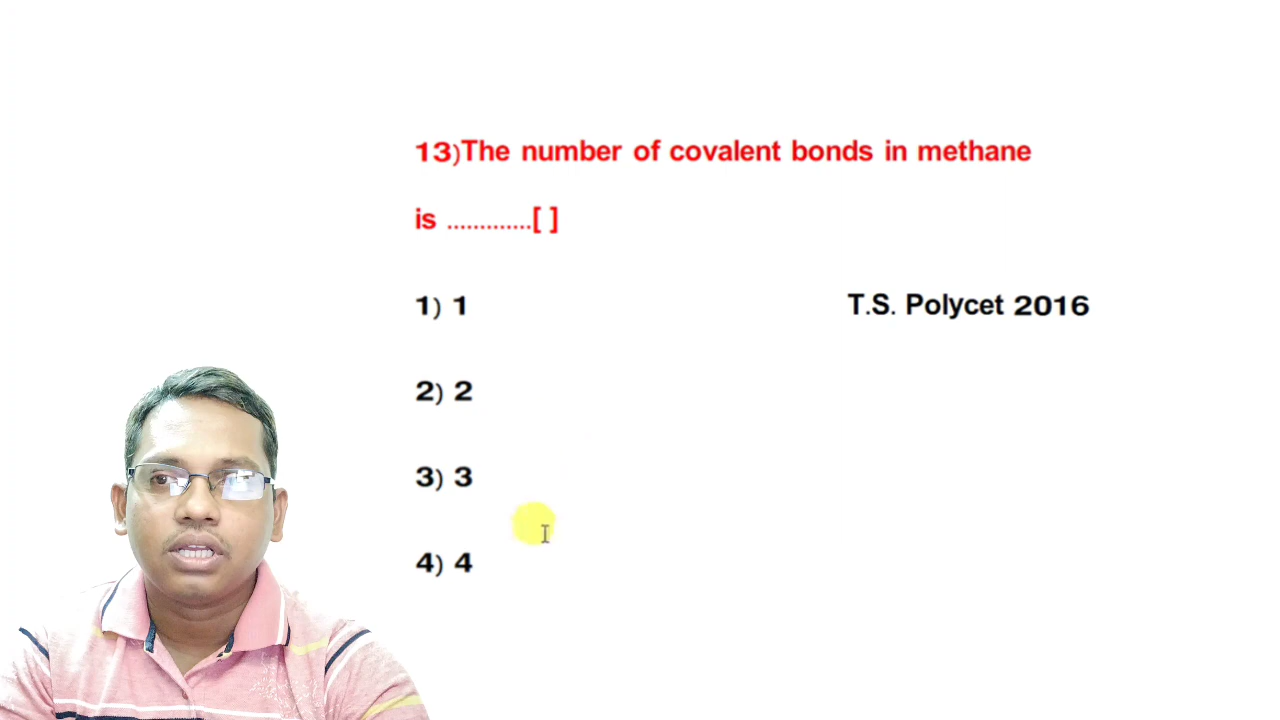 13)The number of covalent bonds in methane
is .............[ ]
1) 1
T.S. Polycet 2016
2) 2
3) 3
4) 4